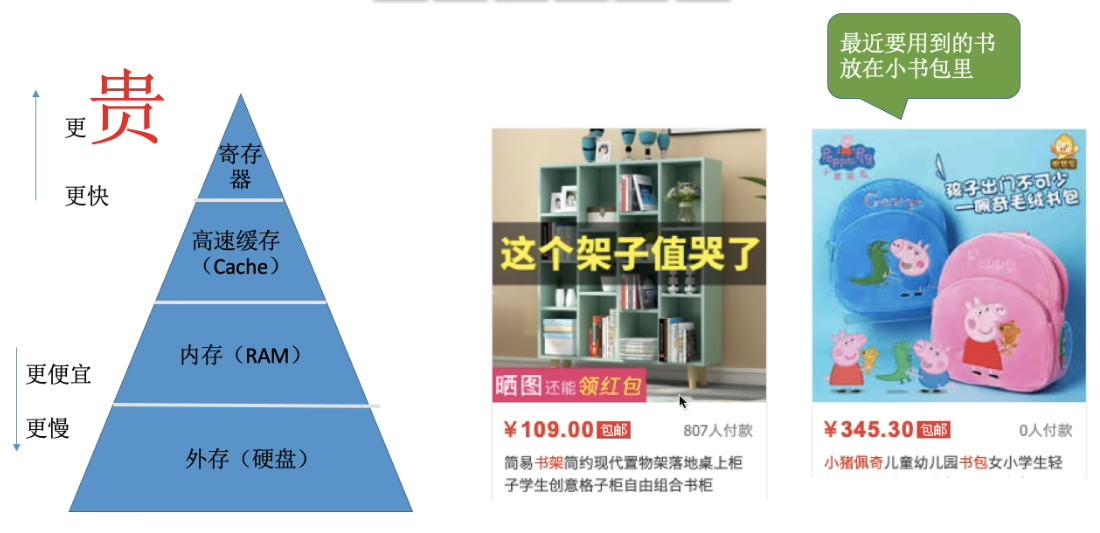 更贵
更快
更便宜
更慢
寄存
器
高速缓存
（Cache）
内存（RAM）
外存（硬盘）
这个架子值哭了
晒图还能领红包
￥109.00 包邮 807人付款
简易书架简约现代置物架落地桌上柜
子学生创意格子柜自由组合书柜
最近要用到的书
放在小书包里
Peppa Pig
孩子出门不可少
一佩奇毛绒书包
George
Peppa
￥345.30 包邮 0人付款
小猪佩奇儿童幼儿园书包女小学生轻